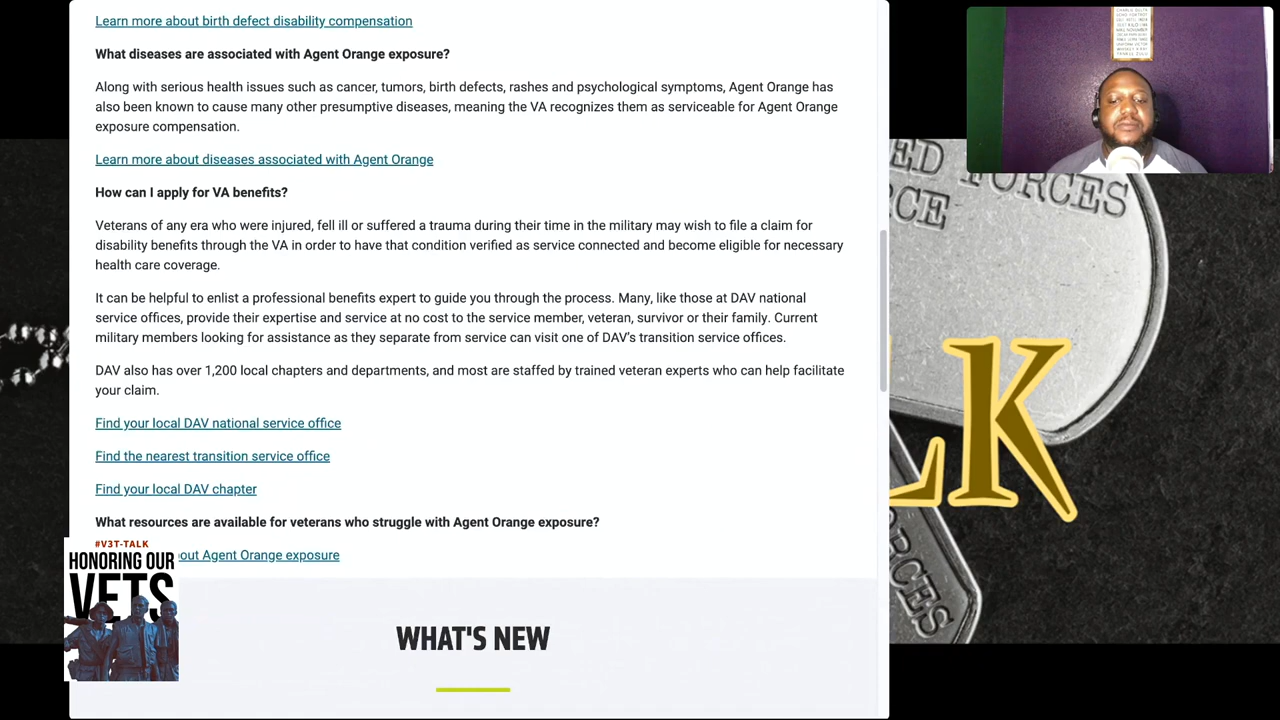 Learn more about birth defect disability compensation
What diseases are associated with Agent Orange exposure?
Along with serious health issues such as cancer, tumors, birth defects, rashes and psychological symptoms, Agent Orange has
also been known to cause many other presumptive diseases, meaning the VA recognizes them as serviceable for Agent Orange
exposure compensation.
Learn more about diseases associated with Agent Orange
How can I apply for VA benefits?
Veterans of any era who were injured, fell ill or suffered a trauma during their time in the military may wish to file a claim for
disability benefits through the VA in order to have that condition verified as service connected and become eligible for necessary
health care coverage.
It can be helpful to enlist a professional benefits expert to guide you through the process. Many, like those at DAV national
service offices, provide their expertise and service at no cost to the service member, veteran, survivor or their family. Current
military members looking for assistance as they separate from service can visit one of DAV's transition service offices.
DAV also has over 1,200 local chapters and departments, and most are staffed by trained veteran experts who can help facilitate
your claim.
Find your local DAV national service office
Find the nearest transition service office
Find your local DAV chapter
What resources are available for veterans who struggle with Agent Orange exposure?
out Agent Orange exposure
#V3T-TALK
HONORING OUR
VETS
WHAT'S NEW
ED FORCES
CE
LK
RCES